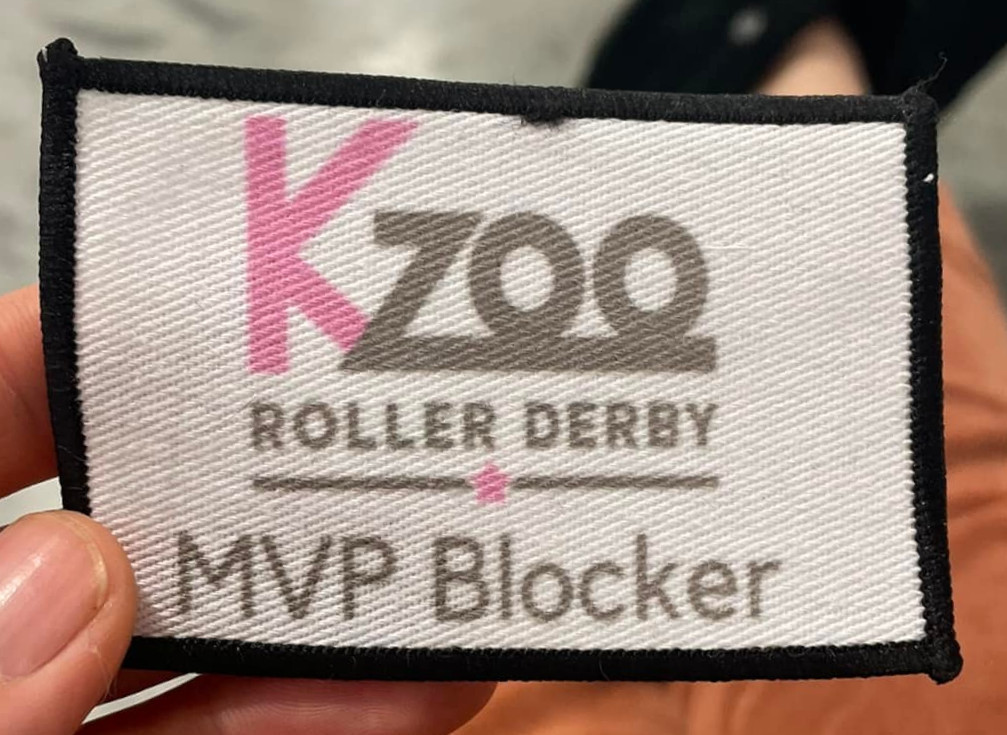 Kzoo
ROLLER DERBY
MVP Blocker